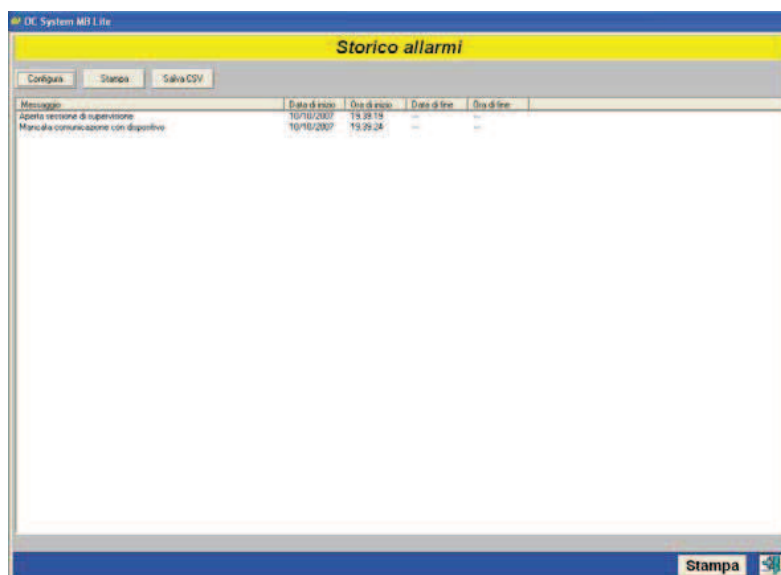 OC System MB Lite
Storico allarmi
Configura Stampa Salva CSV
Messaggio Data di inizio Ora di inizio Data di fine Ora di fine
Aperta sessione di supervisione 10/10/2007 19.39.19 --- ---
Mancata comunicazione con dispositivo 10/10/2007 19.39.24 --- ---
Stampa